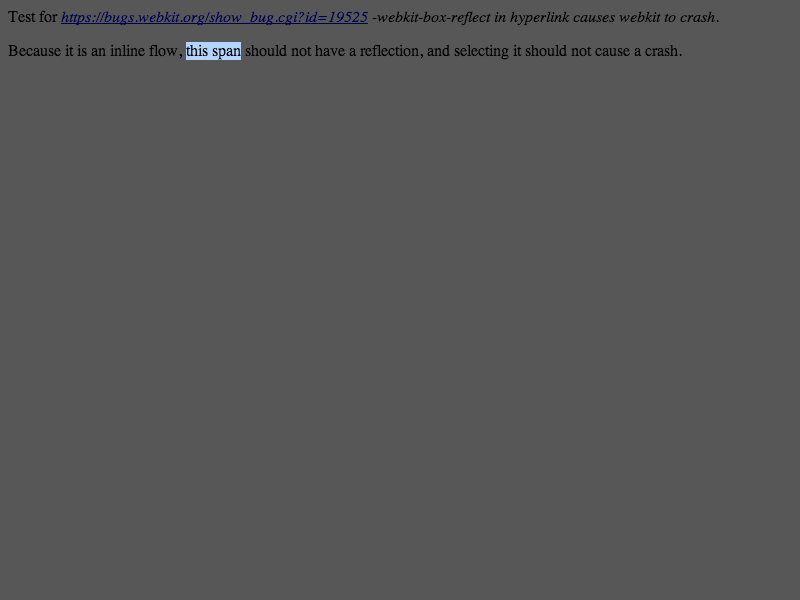 Test for https://bugs.webkit.org/show_bug.cgi?id=19525 -webkit-box-reflect in hyperlink causes webkit to crash.
Because it is an inline flow, this span should not have a reflection, and selecting it should not cause a crash.